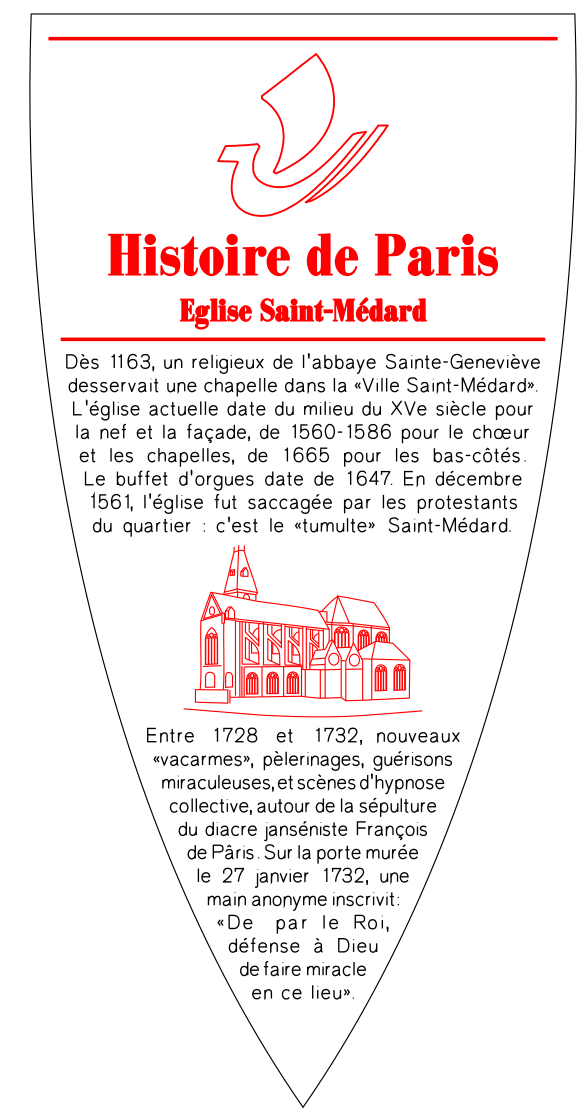 Histoire de Paris
Eglise Saint-Médard
Dès 1163, un religieux de l'abbaye Sainte-Geneviève
desservait une chapelle dans la «Ville Saint-Médard».
L'église actuelle date du milieu du XVe siècle pour
la nef et la façade, de 1560-1586 pour le chœur
et les chapelles, de 1665 pour les bas-côtés.
Le buffet d'orgues date de 1647. En décembre
1561, l'église fut saccagée par les protestants
du quartier : c'est le «tumulte» Saint-Médard.
Entre 1728 et 1732, nouveaux
«vacarmes», pèlerinages, guérisons
miraculeuses, et scènes d'hypnose
collective, autour de la sépulture
du diacre janséniste François
de Pâris. Sur la porte murée
le 27 janvier 1732, une
main anonyme inscrivit:
«De par le Roi,
défense à Dieu
de faire miracle
en ce lieu».